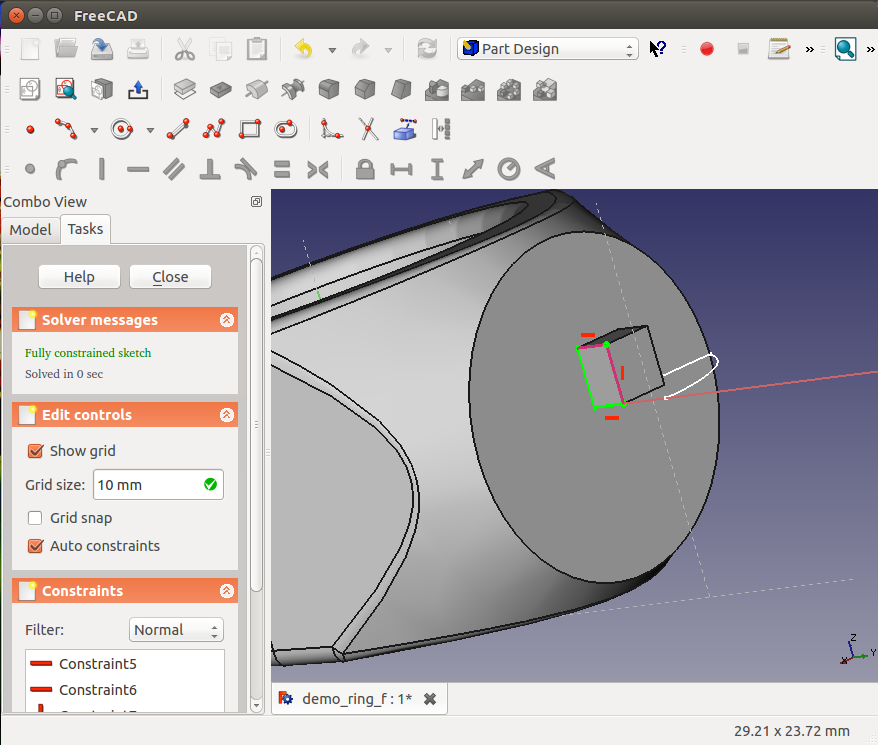 FreeCAD
Part Design
Combo View
Model
Tasks
Help
Close
Solver messages
Fully constrained sketch
Solved in 0 sec
Edit controls
Show grid
Grid size:
10 mm
Grid snap
Auto constraints
Constraints
Filter:
Normal
Constraint5
Constraint6
Z
Y
X
demo_ring_f : 1*
29.21 x 23.72 mm